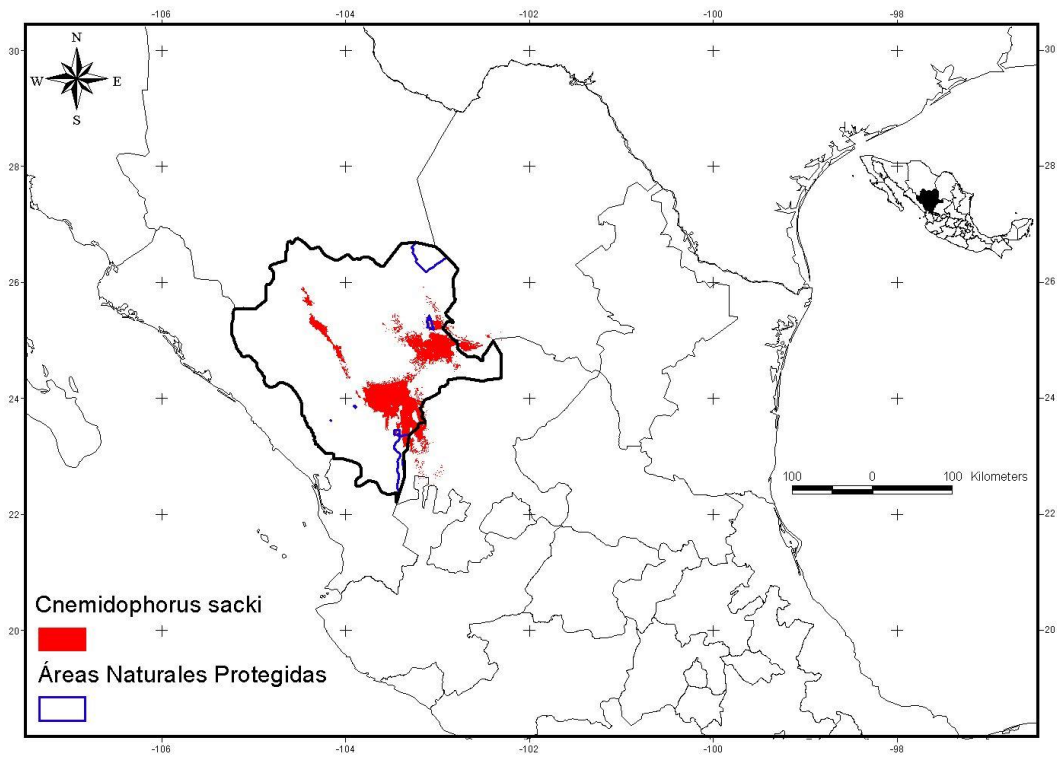 -106 -104 -102 -100 -98
N
30 30
W E
S
28 28
26 26
24 24
100 0 100 Kilometers
22 22
Cnemidophorus sacki
20 20
Áreas Naturales Protegidas
-106 -104 -102 -100 -98